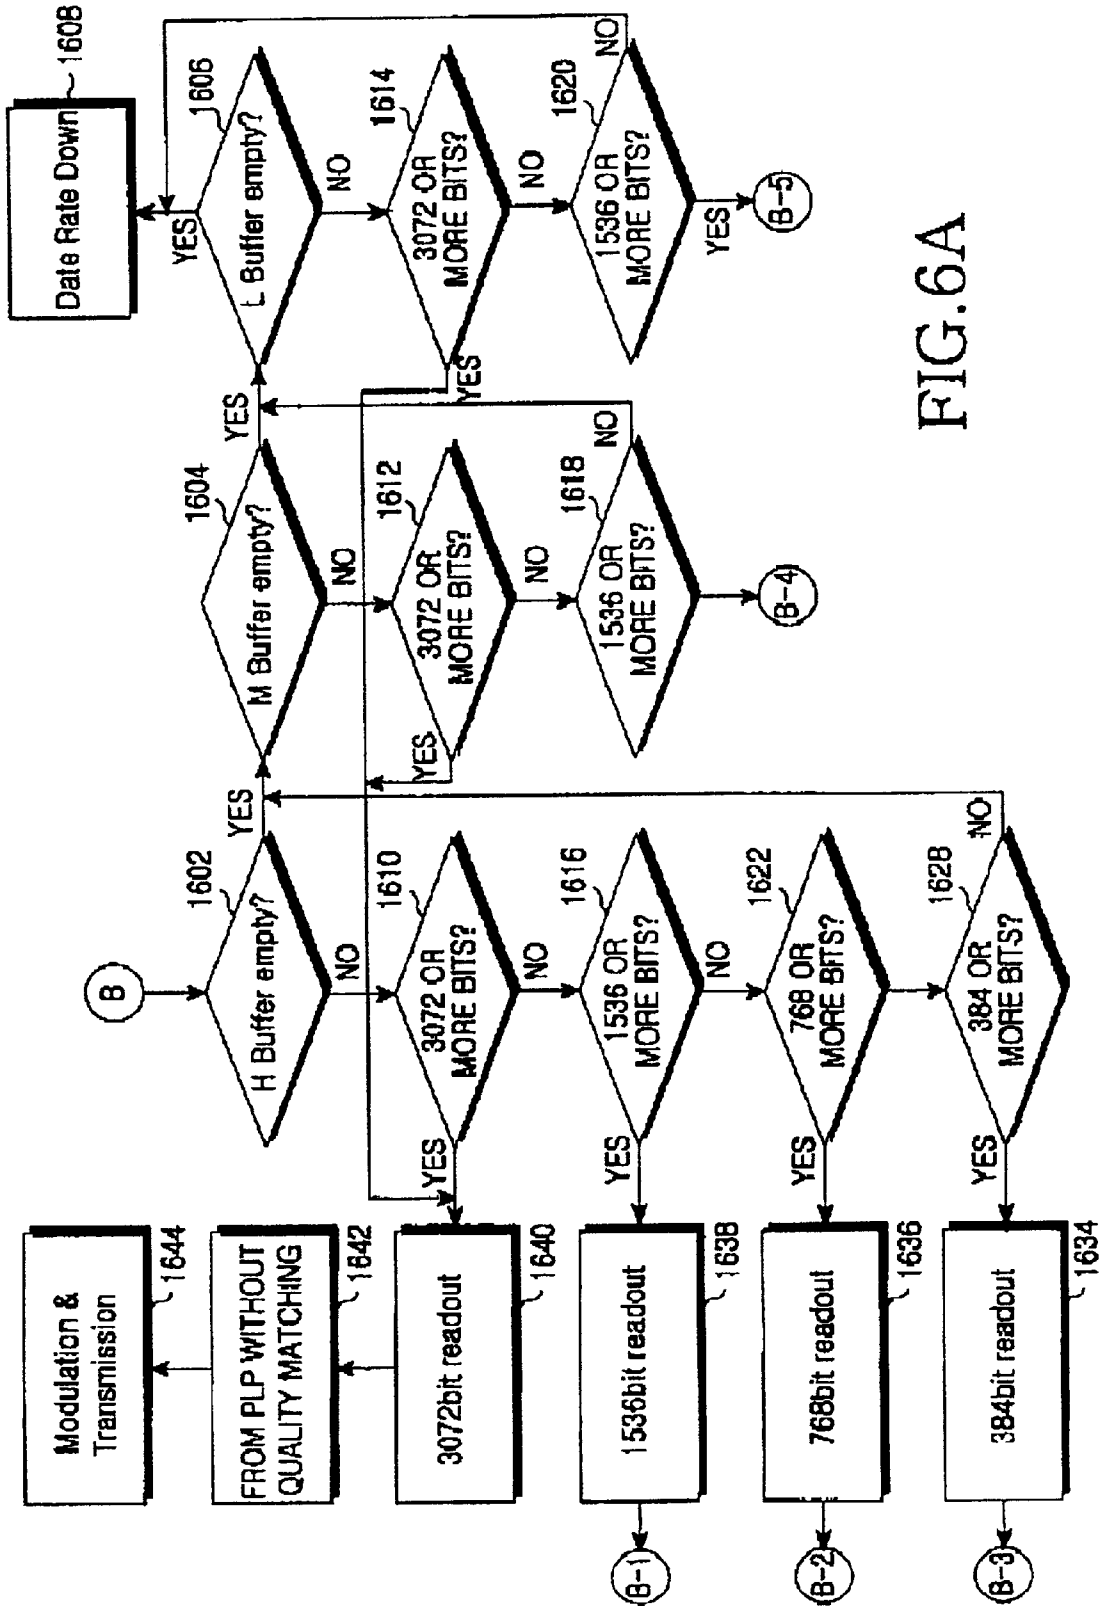 B
H Buffer empty?
1602
YES
NO
M Buffer empty?
1604
YES
NO
L Buffer empty?
1606
YES
NO
Date Rate Down
1608
3072 OR
MORE BITS?
1610
YES
NO
3072 OR
MORE BITS?
1612
YES
NO
3072 OR
MORE BITS?
1614
YES
NO
1536 OR
MORE BITS?
1616
YES
NO
1536 OR
MORE BITS?
1618
NO
B-4
1536 OR
MORE BITS?
1620
NO
YES
B-5
768 OR
MORE BITS?
1622
YES
384 OR
MORE BITS?
1628
YES
NO
Modulation &
Transmission
1644
FROM PLP WITHOUT
QUALITY MATCHING
1642
3072bit readout
1640
1536bit readout
1638
B-1
768bit readout
1636
B-2
384bit readout
1634
B-3
FIG.6A